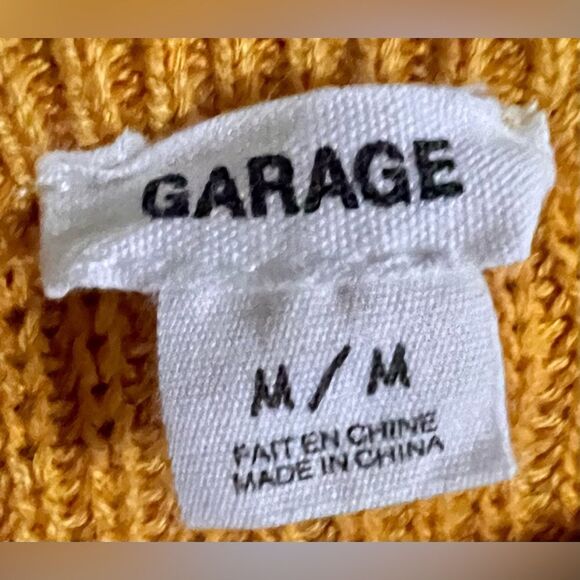 GARAGE
M / M
FAIT EN CHINE
MADE IN CHINA